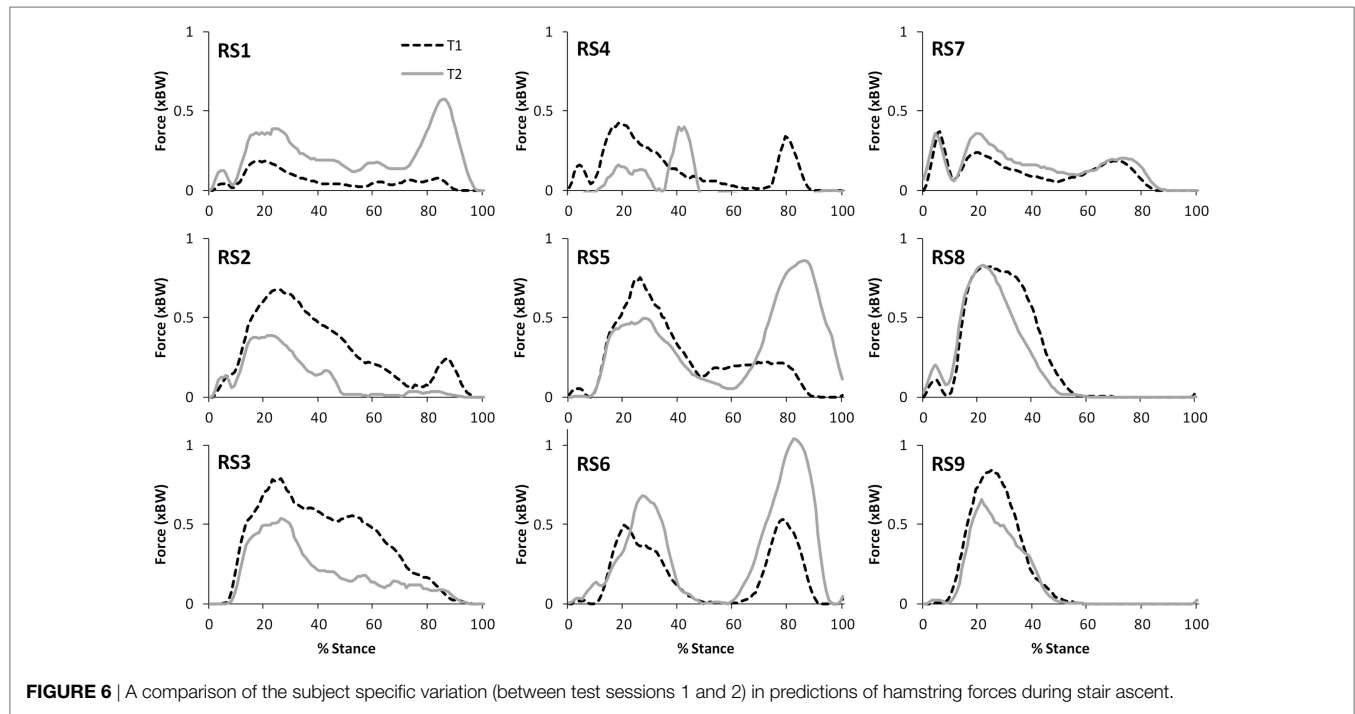 RS1
T1
T2
Force (xBW)
1
0.5
0
0 20 40 60 80 100
RS4
Force (xBW)
1
0.5
0
0 20 40 60 80 100
RS7
Force (xBW)
1
0.5
0
0 20 40 60 80 100
RS2
Force (xBW)
1
0.5
0
0 20 40 60 80 100
RS5
Force (xBW)
1
0.5
0
0 20 40 60 80 100
RS8
Force (xBW)
1
0.5
0
0 20 40 60 80 100
RS3
Force (xBW)
1
0.5
0
0 20 40 60 80 100
% Stance
RS6
Force (xBW)
1
0.5
0
0 20 40 60 80 100
% Stance
RS9
Force (xBW)
1
0.5
0
0 20 40 60 80 100
% Stance
FIGURE 6 | A comparison of the subject specific variation (between test sessions 1 and 2) in predictions of hamstring forces during stair ascent.